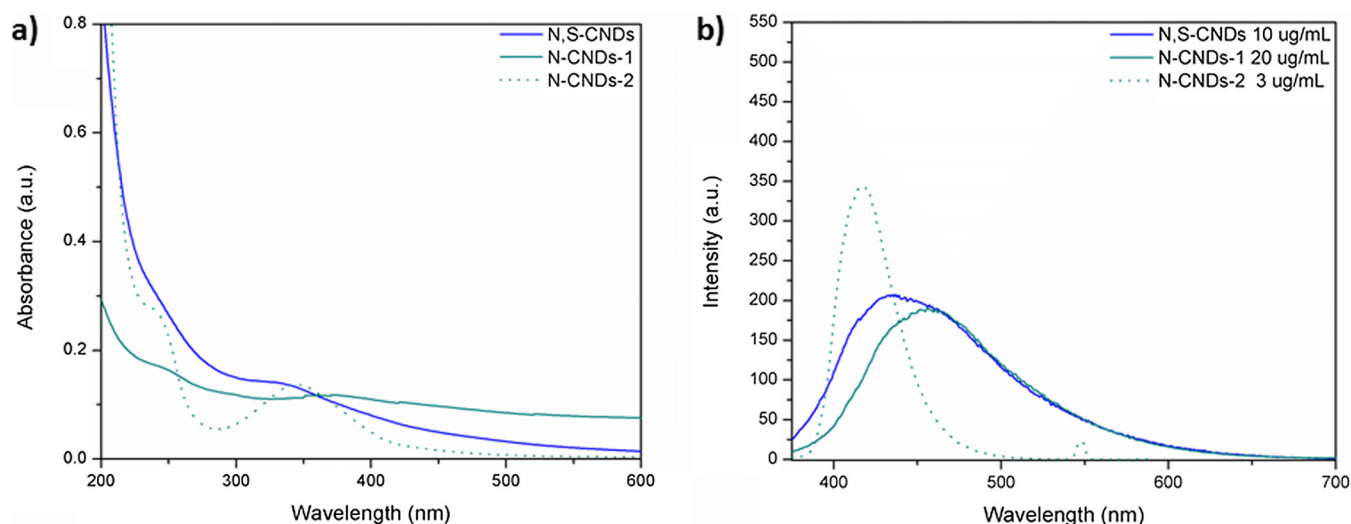 a)
N,S-CNDs
N-CNDs-1
N-CNDs-2
0.8
0.6
0.4
0.2
0.0
Absorbance (a.u.)
200 300 400 500 600
Wavelength (nm)
b)
N,S-CNDs 10 ug/mL
N-CNDs-1 20 ug/mL
N-CNDs-2 3 ug/mL
550
500
450
400
350
300
250
200
150
100
50
0
Intensity (a.u.)
400 500 600 700
Wavelength (nm)